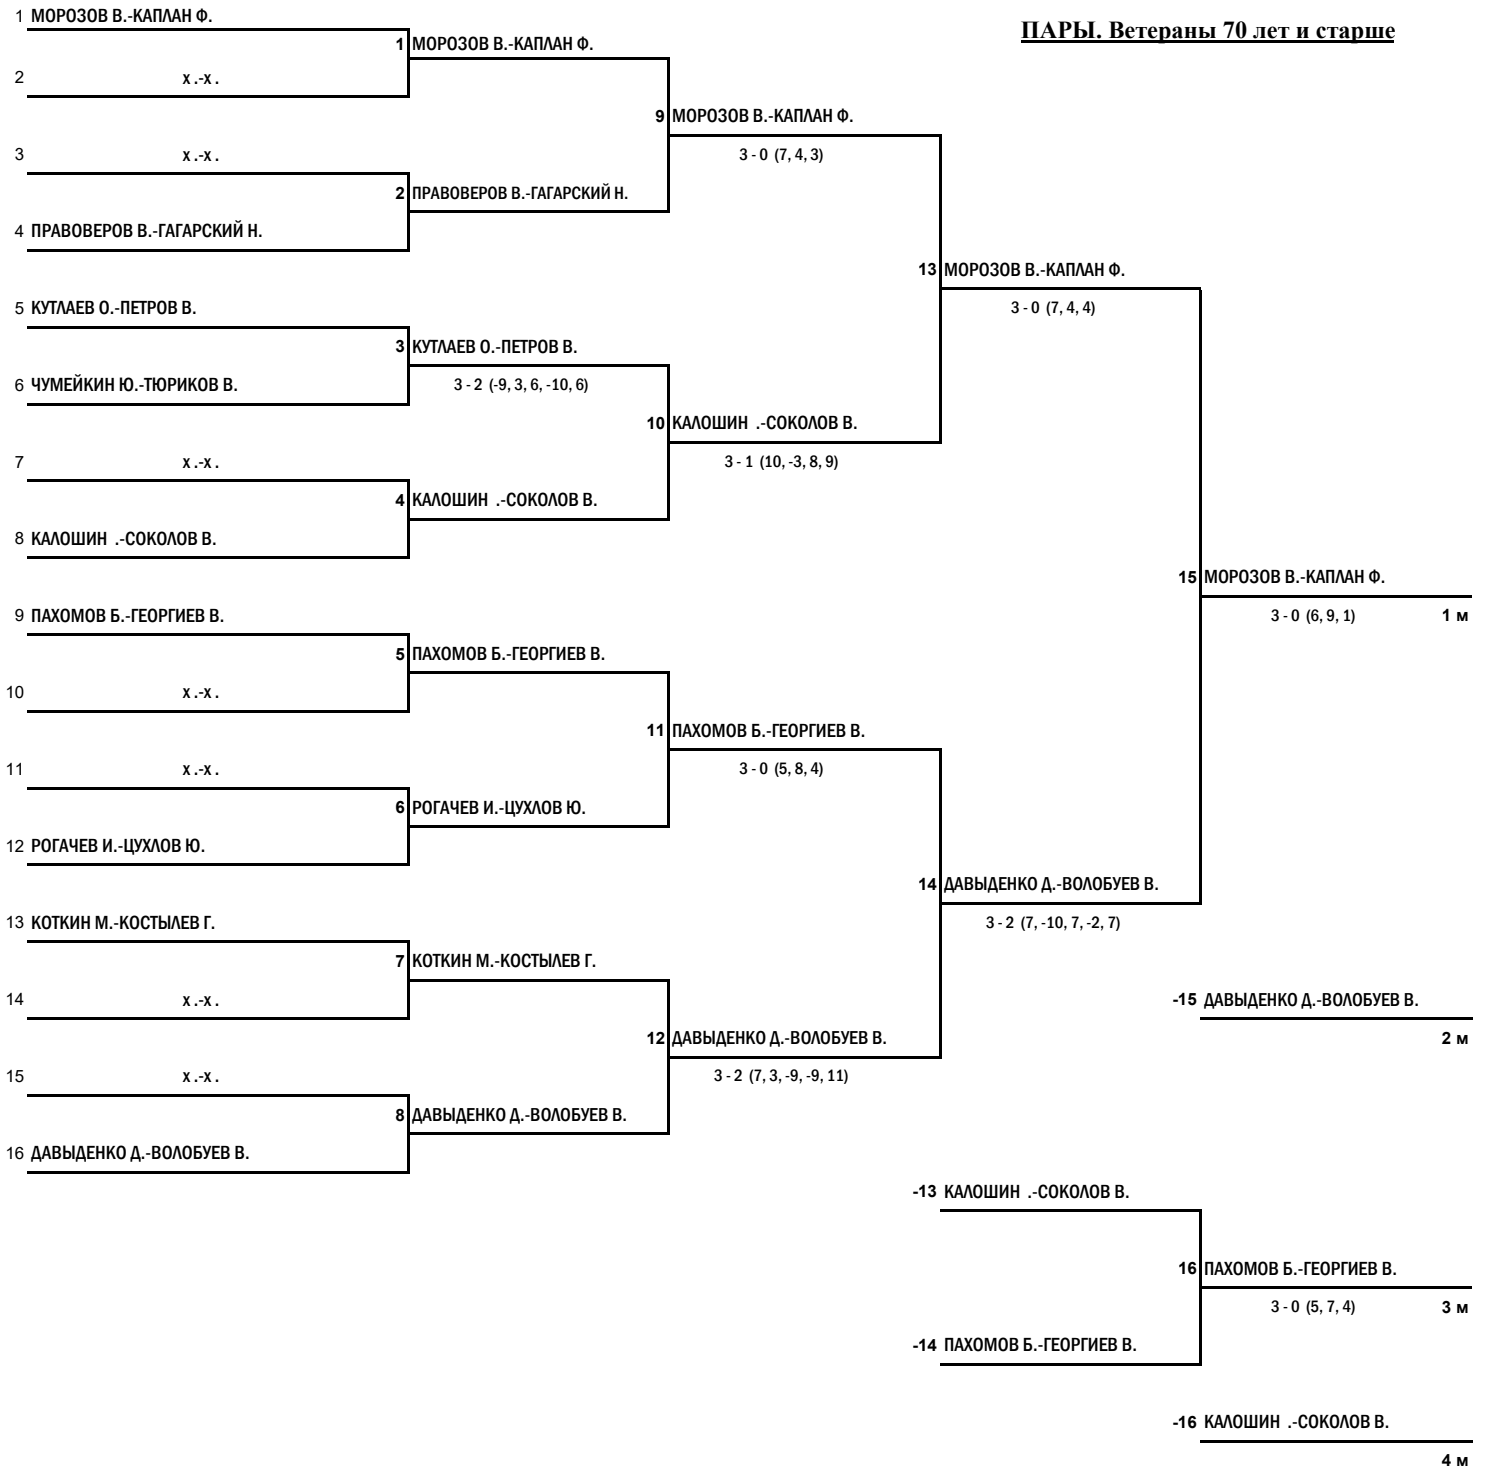 1 МОРОЗОВ В.-КАПЛАН Ф.
ПАРЫ. Ветераны 70 лет и старше
1 МОРОЗОВ В.-КАПЛАН Ф.
2 х .-х .
9 МОРОЗОВ В.-КАПЛАН Ф.
3 х .-х .
3 - 0 (7, 4, 3)
2 ПРАВОВЕРОВ В.-ГАГАРСКИЙ Н.
4 ПРАВОВЕРОВ В.-ГАГАРСКИЙ Н.
13 МОРОЗОВ В.-КАПЛАН Ф.
5 КУТЛАЕВ О.-ПЕТРОВ В.
3 - 0 (7, 4, 4)
3 КУТЛАЕВ О.-ПЕТРОВ В.
6 ЧУМЕЙКИН Ю.-ТЮРИКОВ В.
3 - 2 (-9, 3, 6, -10, 6)
10 КАЛОШИН .-СОКОЛОВ В.
7 х .-х .
3 - 1 (10, -3, 8, 9)
4 КАЛОШИН .-СОКОЛОВ В.
8 КАЛОШИН .-СОКОЛОВ В.
15 МОРОЗОВ В.-КАПЛАН Ф.
9 ПАХОМОВ Б.-ГЕОРГИЕВ В.
3 - 0 (6, 9, 1) 1 м
5 ПАХОМОВ Б.-ГЕОРГИЕВ В.
10 х .-х .
11 ПАХОМОВ Б.-ГЕОРГИЕВ В.
11 х .-х .
3 - 0 (5, 8, 4)
6 РОГАЧЕВ И.-ЦУХЛОВ Ю.
12 РОГАЧЕВ И.-ЦУХЛОВ Ю.
14 ДАВЫДЕНКО Д.-ВОЛОБУЕВ В.
13 КОТКИН М.-КОСТЫЛЕВ Г.
3 - 2 (7, -10, 7, -2, 7)
7 КОТКИН М.-КОСТЫЛЕВ Г.
14 х .-х .
-15 ДАВЫДЕНКО Д.-ВОЛОБУЕВ В.
12 ДАВЫДЕНКО Д.-ВОЛОБУЕВ В.
2 м
15 х .-х .
3 - 2 (7, 3, -9, -9, 11)
8 ДАВЫДЕНКО Д.-ВОЛОБУЕВ В.
16 ДАВЫДЕНКО Д.-ВОЛОБУЕВ В.
-13 КАЛОШИН .-СОКОЛОВ В.
16 ПАХОМОВ Б.-ГЕОРГИЕВ В.
3 - 0 (5, 7, 4) 3 м
-14 ПАХОМОВ Б.-ГЕОРГИЕВ В.
-16 КАЛОШИН .-СОКОЛОВ В.
4 м